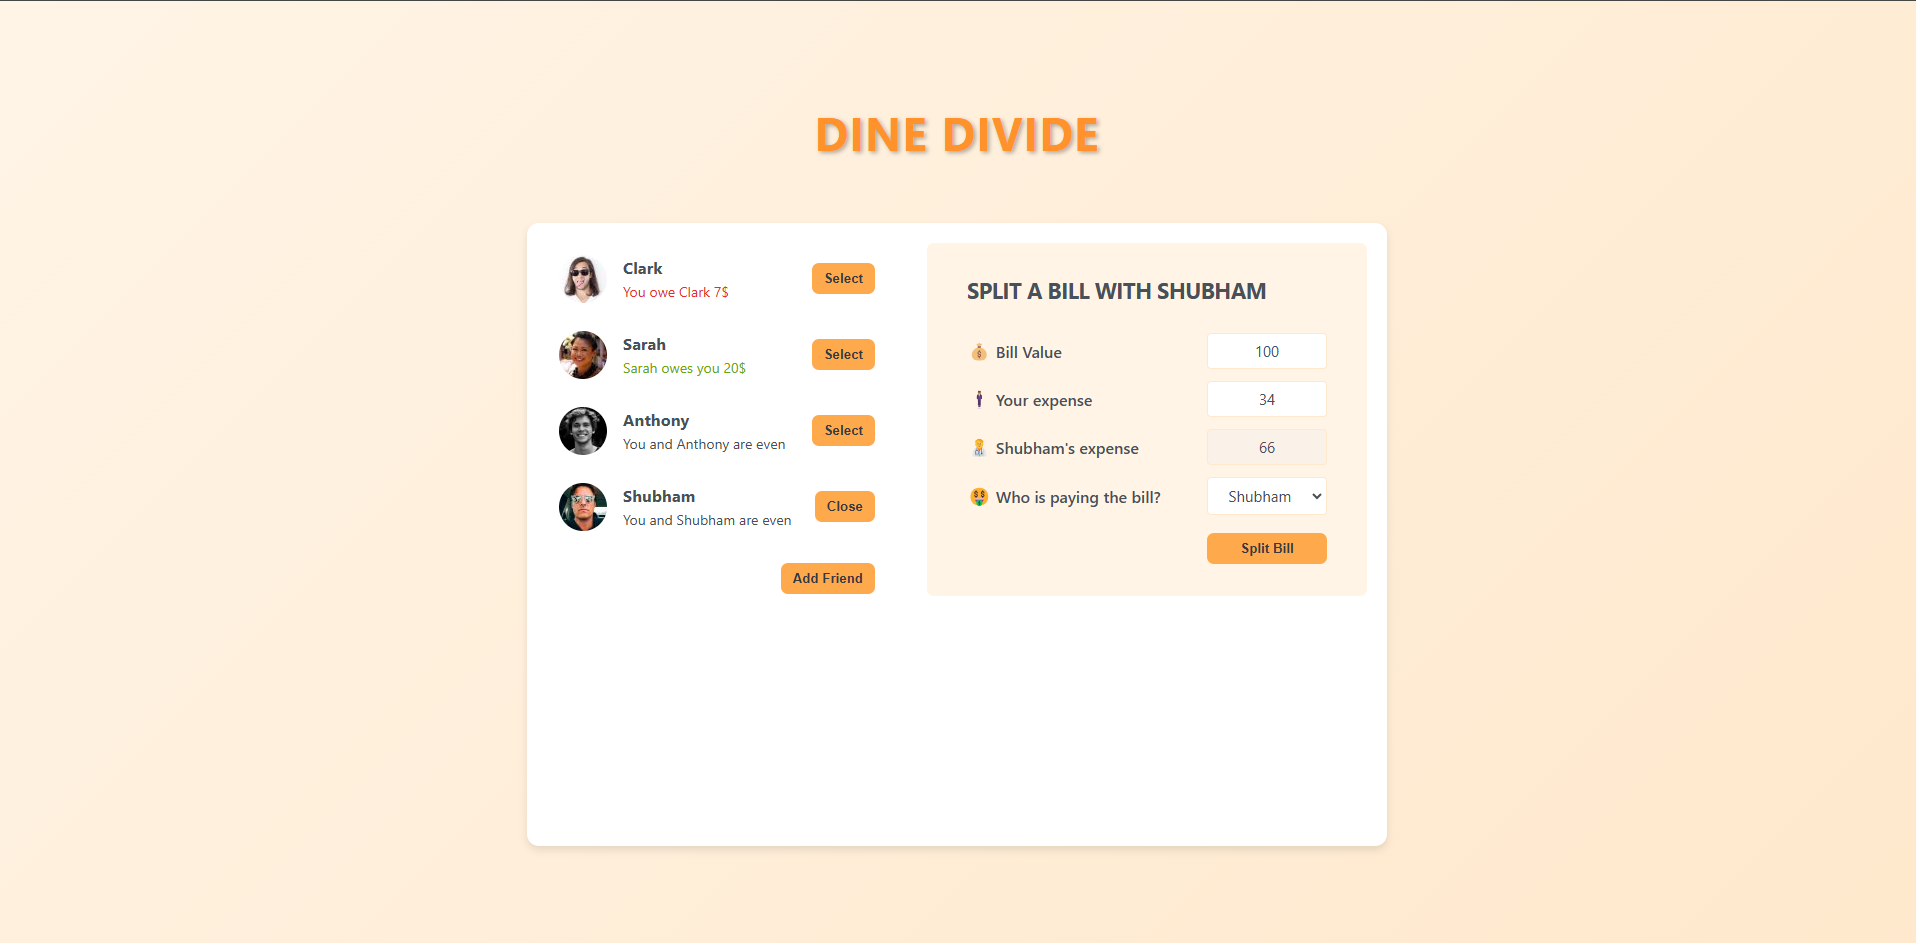 DINE DIVIDE
Clark
You owe Clark 7$
Select
Sarah
Sarah owes you 20$
Select
Anthony
You and Anthony are even
Select
Shubham
You and Shubham are even
Close
Add Friend
SPLIT A BILL WITH SHUBHAM
💰 Bill Value 100
🕴 Your expense 34
🧑‍🍼 Shubham's expense 66
🤑 Who is paying the bill? Shubham
Split Bill